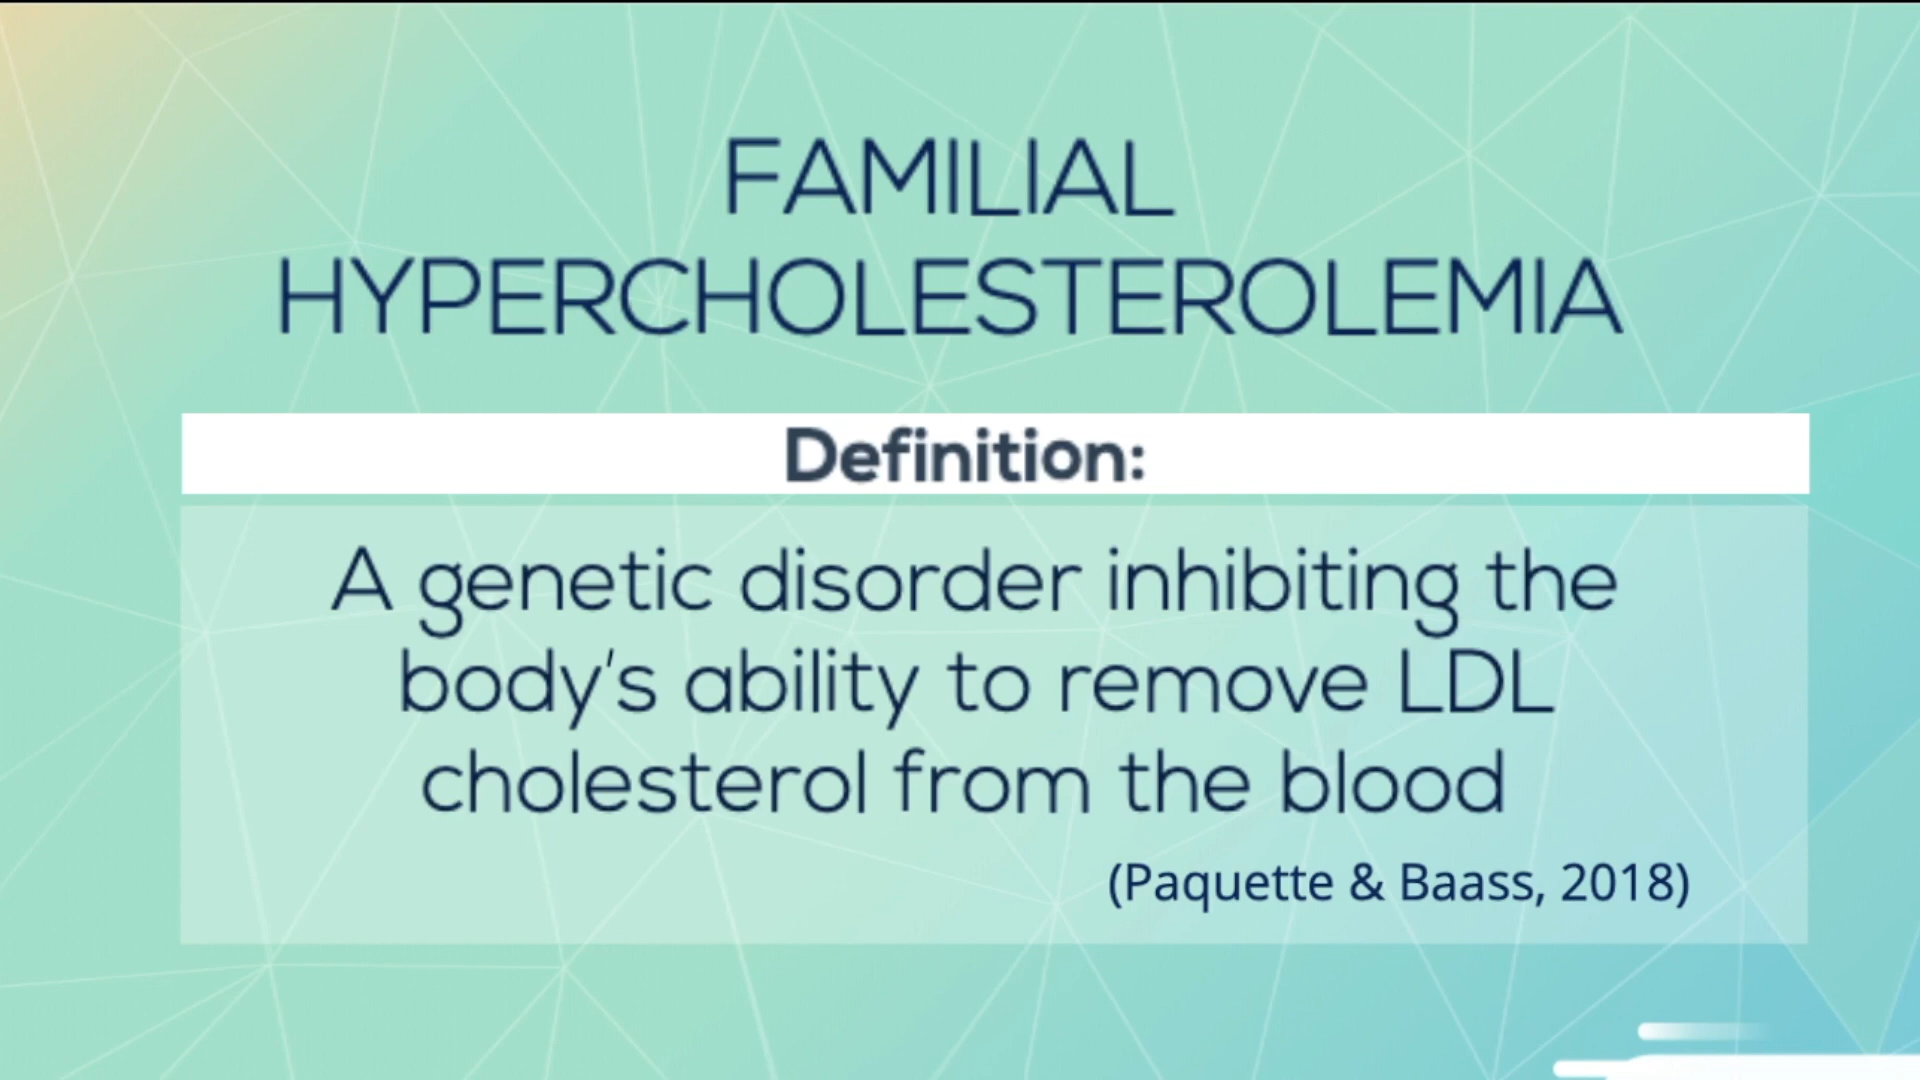 FAMILIAL
HYPERCHOLESTEROLEMIA
Definition:
A genetic disorder inhibiting the
body's ability to remove LDL
cholesterol from the blood
(Paquette & Baass, 2018)